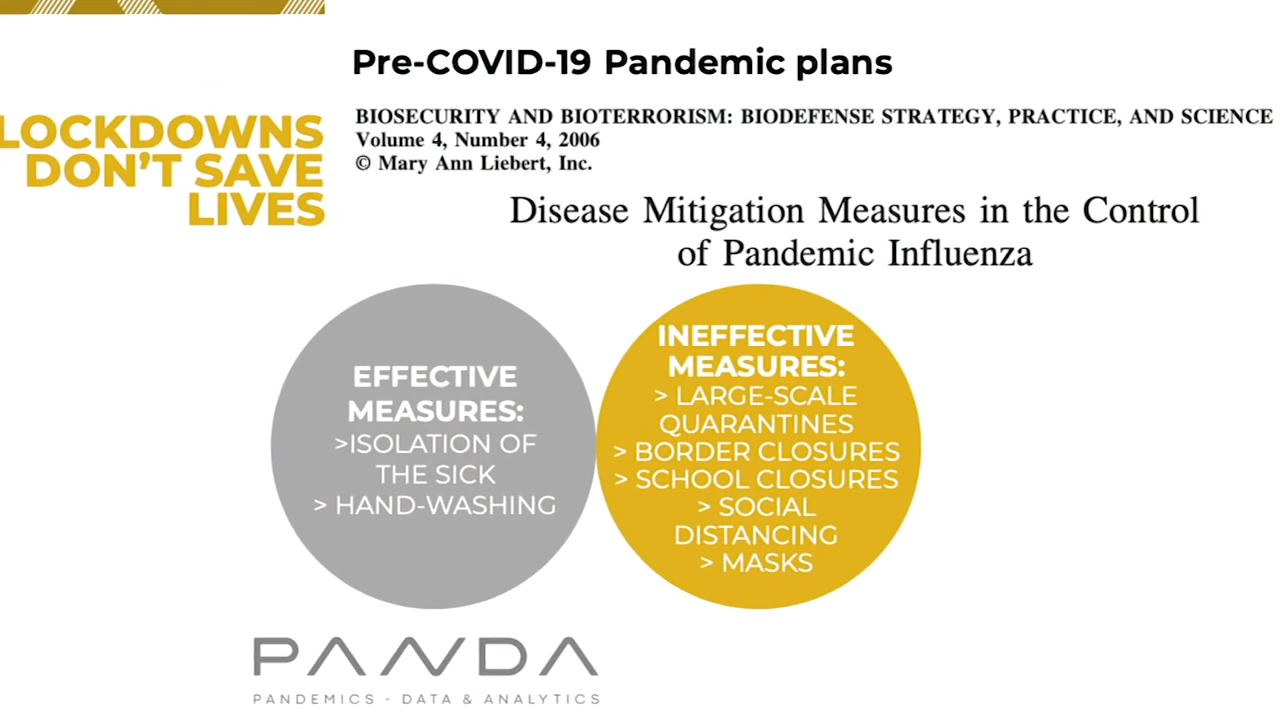 Pre-COVID-19 Pandemic plans
LOCKDOWNS
DON'T SAVE
LIVES
BIOSECURITY AND BIOTERRORISM: BIODEFENSE STRATEGY, PRACTICE, AND SCIENCE
Volume 4, Number 4, 2006
© Mary Ann Liebert, Inc.
Disease Mitigation Measures in the Control
of Pandemic Influenza
EFFECTIVE
MEASURES:
>ISOLATION OF
THE SICK
> HAND-WASHING
INEFFECTIVE
MEASURES:
> LARGE-SCALE
QUARANTINES
> BORDER CLOSURES
> SCHOOL CLOSURES
> SOCIAL
DISTANCING
> MASKS
PANDA
PANDEMICS - DATA & ANALYTICS